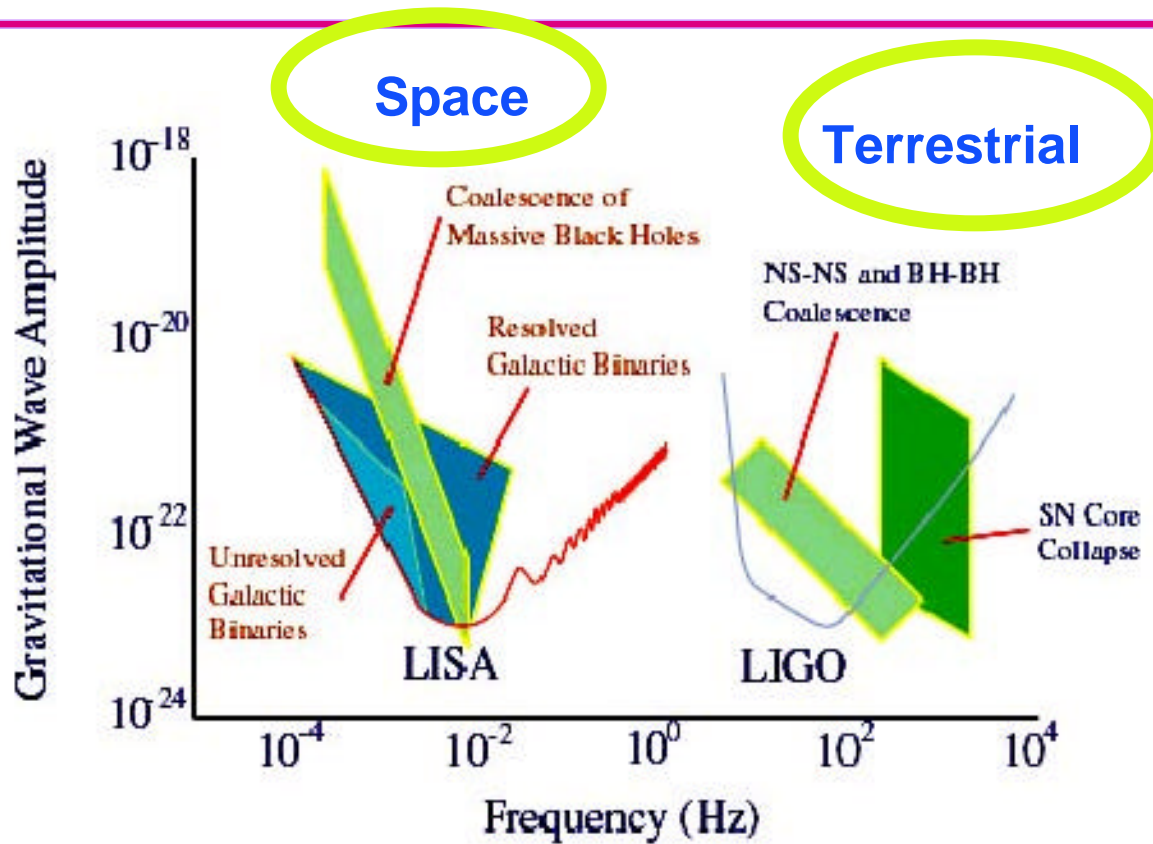 Space
Terrestrial
Gravitational Wave Amplitude
10-18
10-20
10-22
10-24
Coalescence of
Massive Black Holes
Resolved
Galactic Biinaries
Unresolved
Galactic
Biinaries
NS-NS and BH-BH
Coalescence
SN Core
Collapse
LISA
LIGO
10-4
10-2
100
102
104
Frequency (Hz)